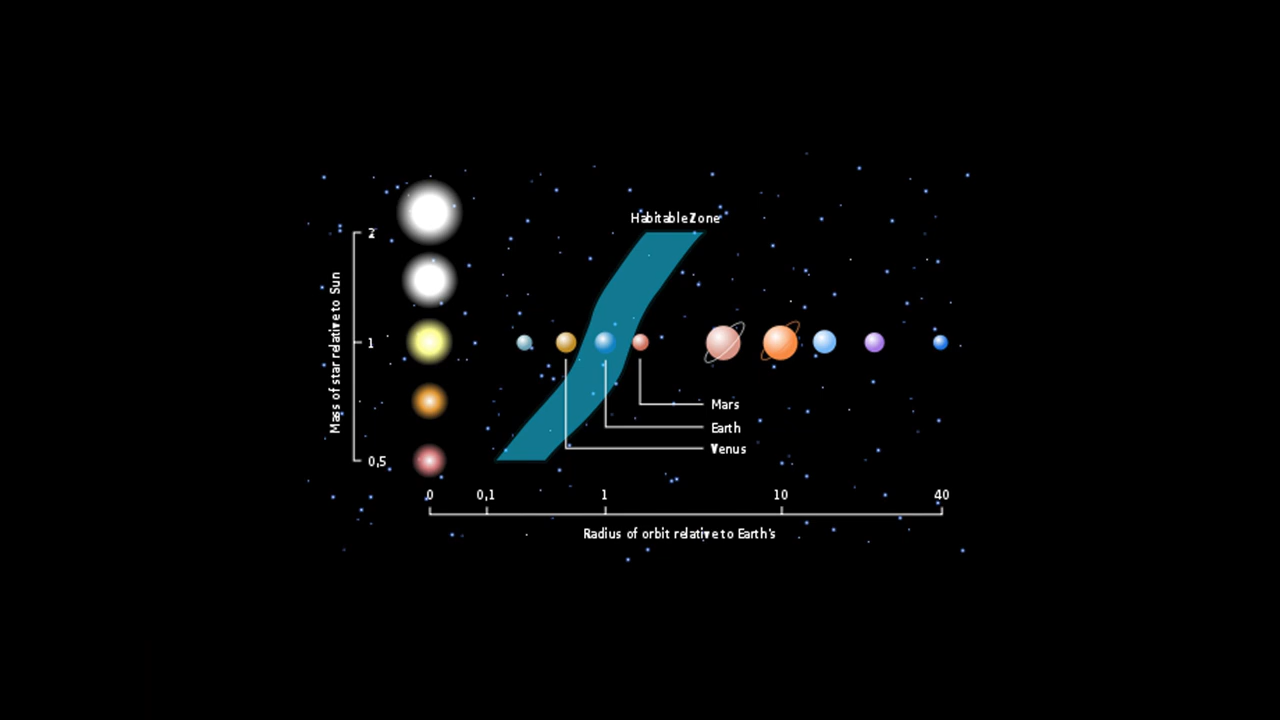 Habitable Zone
2
1
0,5
Mass of star relative to Sun
Mars
Earth
Venus
0 0,1 1 10 40
Radius of orbit relative to Earth's